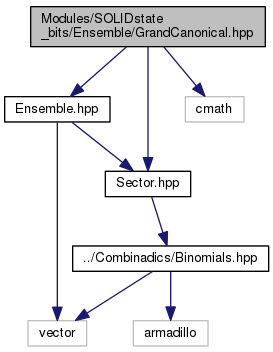 Modules/SOLIDstate
_bits/Ensemble/GrandCanonical.hpp
Ensemble.hpp
cmath
Sector.hpp
../Combinadics/Binomials.hpp
vector
armadillo